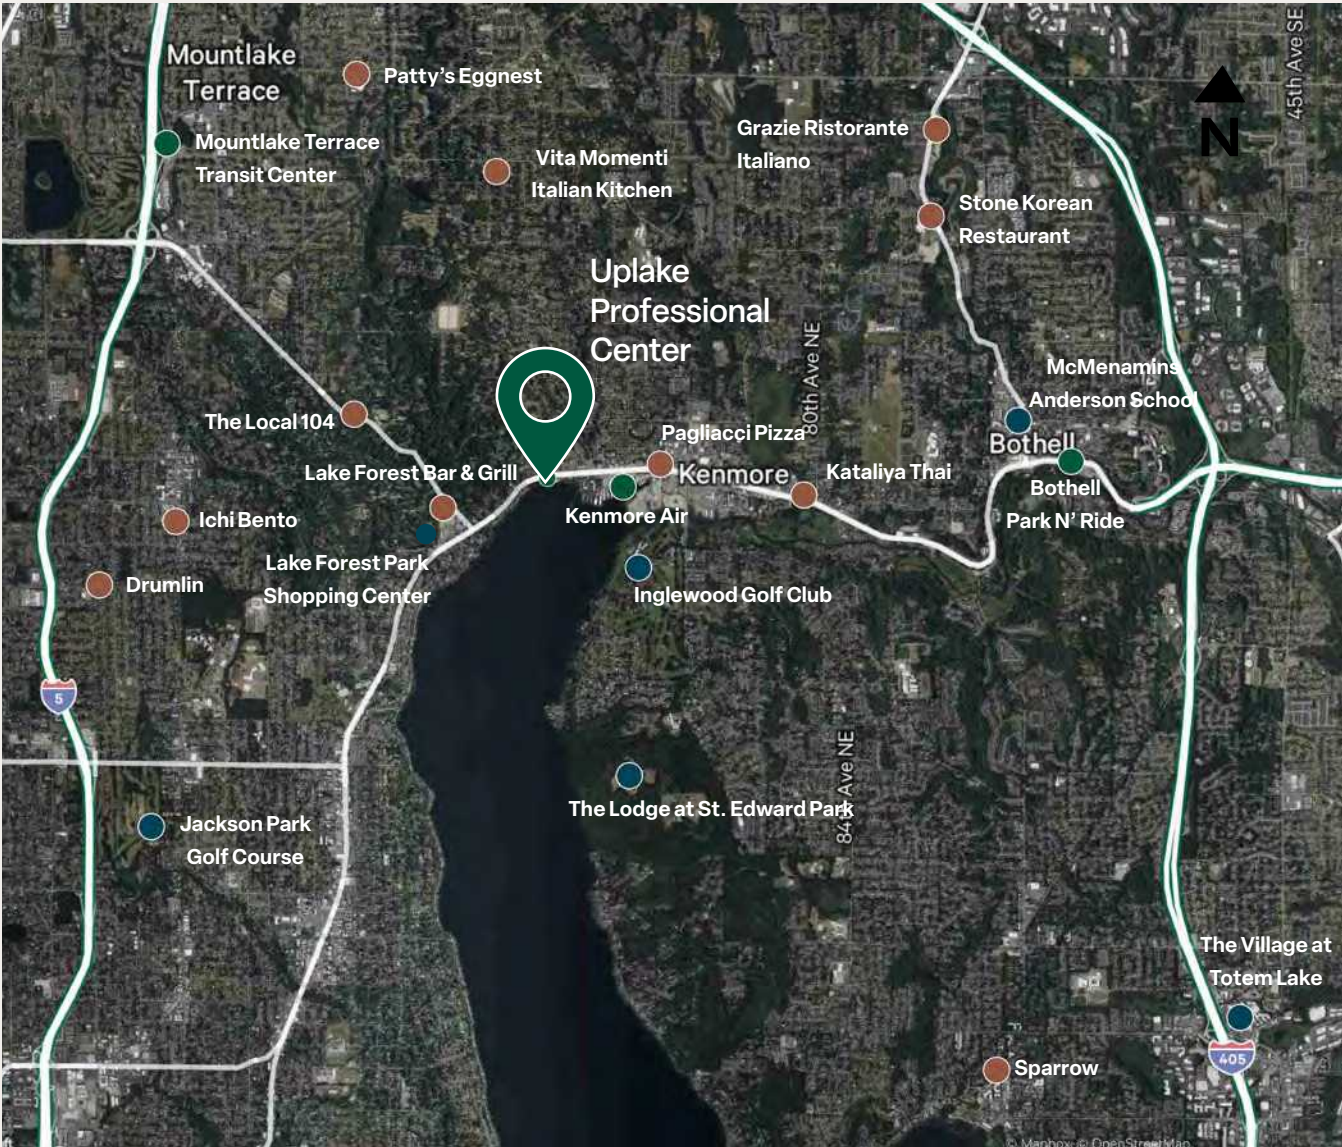 Mountlake
Terrace
Patty's Eggnest
45th Ave SE
Grazie Ristorante
Italiano
N
Mountlake Terrace
Transit Center
Vita Momenti
Italian Kitchen
Stone Korean
Restaurant
Uplake
Professional
Center
80th Ave NE
McMenamins
Anderson School
The Local 104
Pagliacci Pizza
Bothell
Lake Forest Bar & Grill
Kenmore
Kataliya Thai
Bothell
Park N' Ride
Ichi Bento
Kenmore Air
Lake Forest Park
Shopping Center
Drumlin
Inglewood Golf Club
5
84th Ave NE
The Lodge at St. Edward Park
Jackson Park
Golf Course
The Village at
Totem Lake
405
Sparrow
© Mapbox © OpenStreetMap